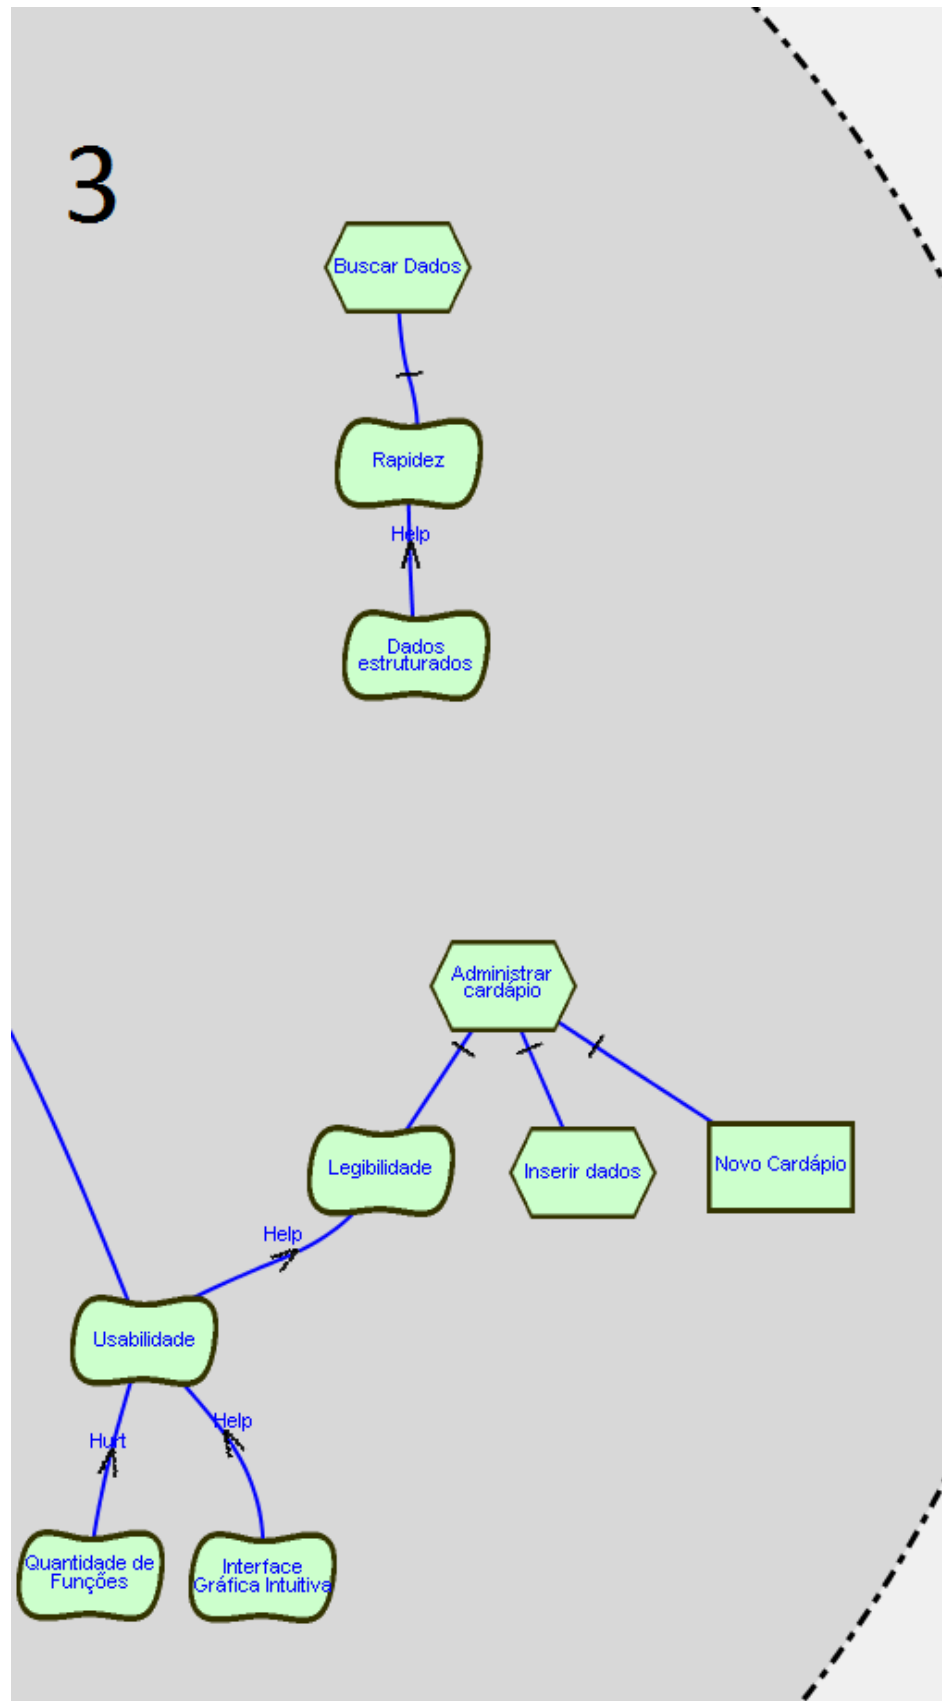 3
Buscar Dados
Rapidez
Help
Dados
estruturados
Administrar
cardápio
Legibilidade
Inserir dados
Novo Cardápio
Help
Usabilidade
Hurt
Help
Quantidade de
Funções
Interface
Gráfica Intuitiva